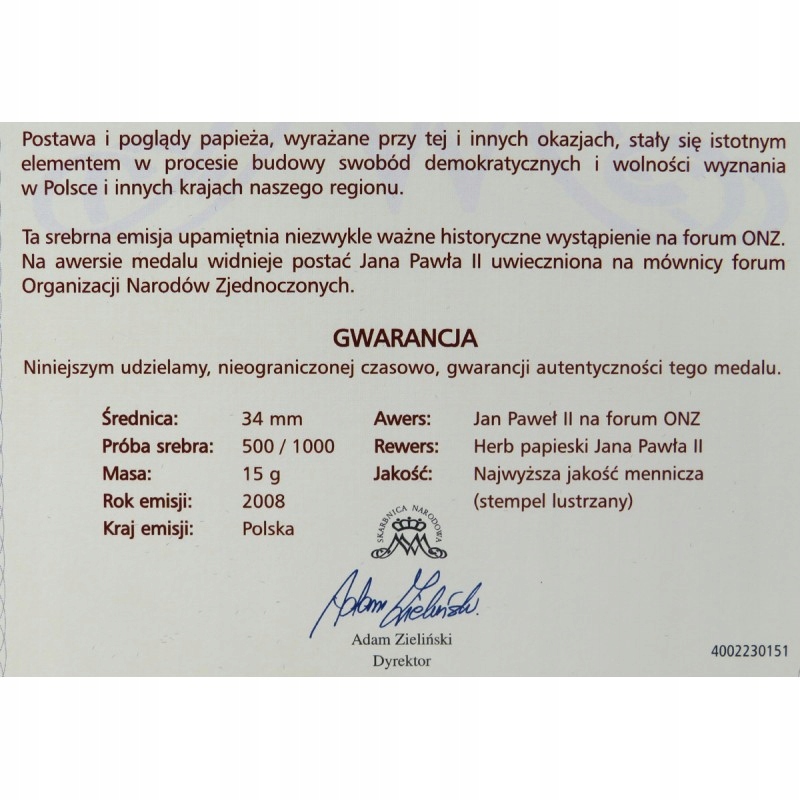 Postawa i poglądy papieża, wyrażane przy tej i innych okazjach, stały się istotnym
elementem w procesie budowy swobód demokratycznych i wolności wyznania
w Polsce i innych krajach naszego regionu.
Ta srebrna emisja upamiętnia niezwykle ważne historyczne wystąpienie na forum ONZ.
Na awersie medalu widnieje postać Jana Pawła II uwieczniona na mównicy forum
Organizacji Narodów Zjednoczonych.
GWARANCJA
Niniejszym udzielamy, nieograniczonej czasowo, gwarancji autentyczności tego medalu.
Średnica: 34 mm Awers: Jan Paweł II na forum ONZ
Próba srebra: 500 / 1000 Rewers: Herb papieski Jana Pawła II
Masa: 15 g Jakość: Najwyższa jakość mennicza
Rok emisji: 2008 (stempel lustrzany)
Kraj emisji: Polska
SKARBNICA NARODOWA
Adam Zieliński
Adam Zieliński
Dyrektor
4002230151